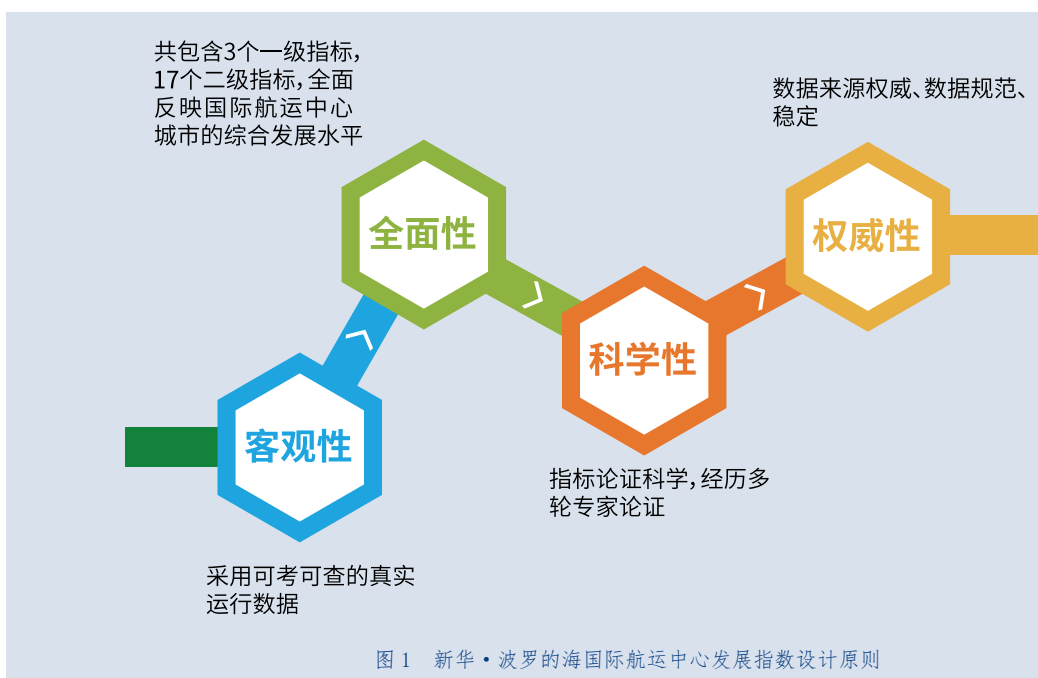 共包含3个一级指标，
17个二级指标，全面
反映国际航运中心
城市的综合发展水平
全面性
数据来源权威、数据规范、
稳定
权威性
科学性
指标论证科学，经历多
轮专家论证
客观性
采用可考可查的真实
运行数据
图 1 新华·波罗的海国际航运中心发展指数设计原则